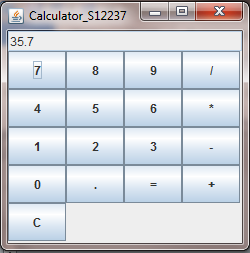 Calculator_S12237
35.7
7 8 9 /
4 5 6 *
1 2 3 -
0 . = +
C